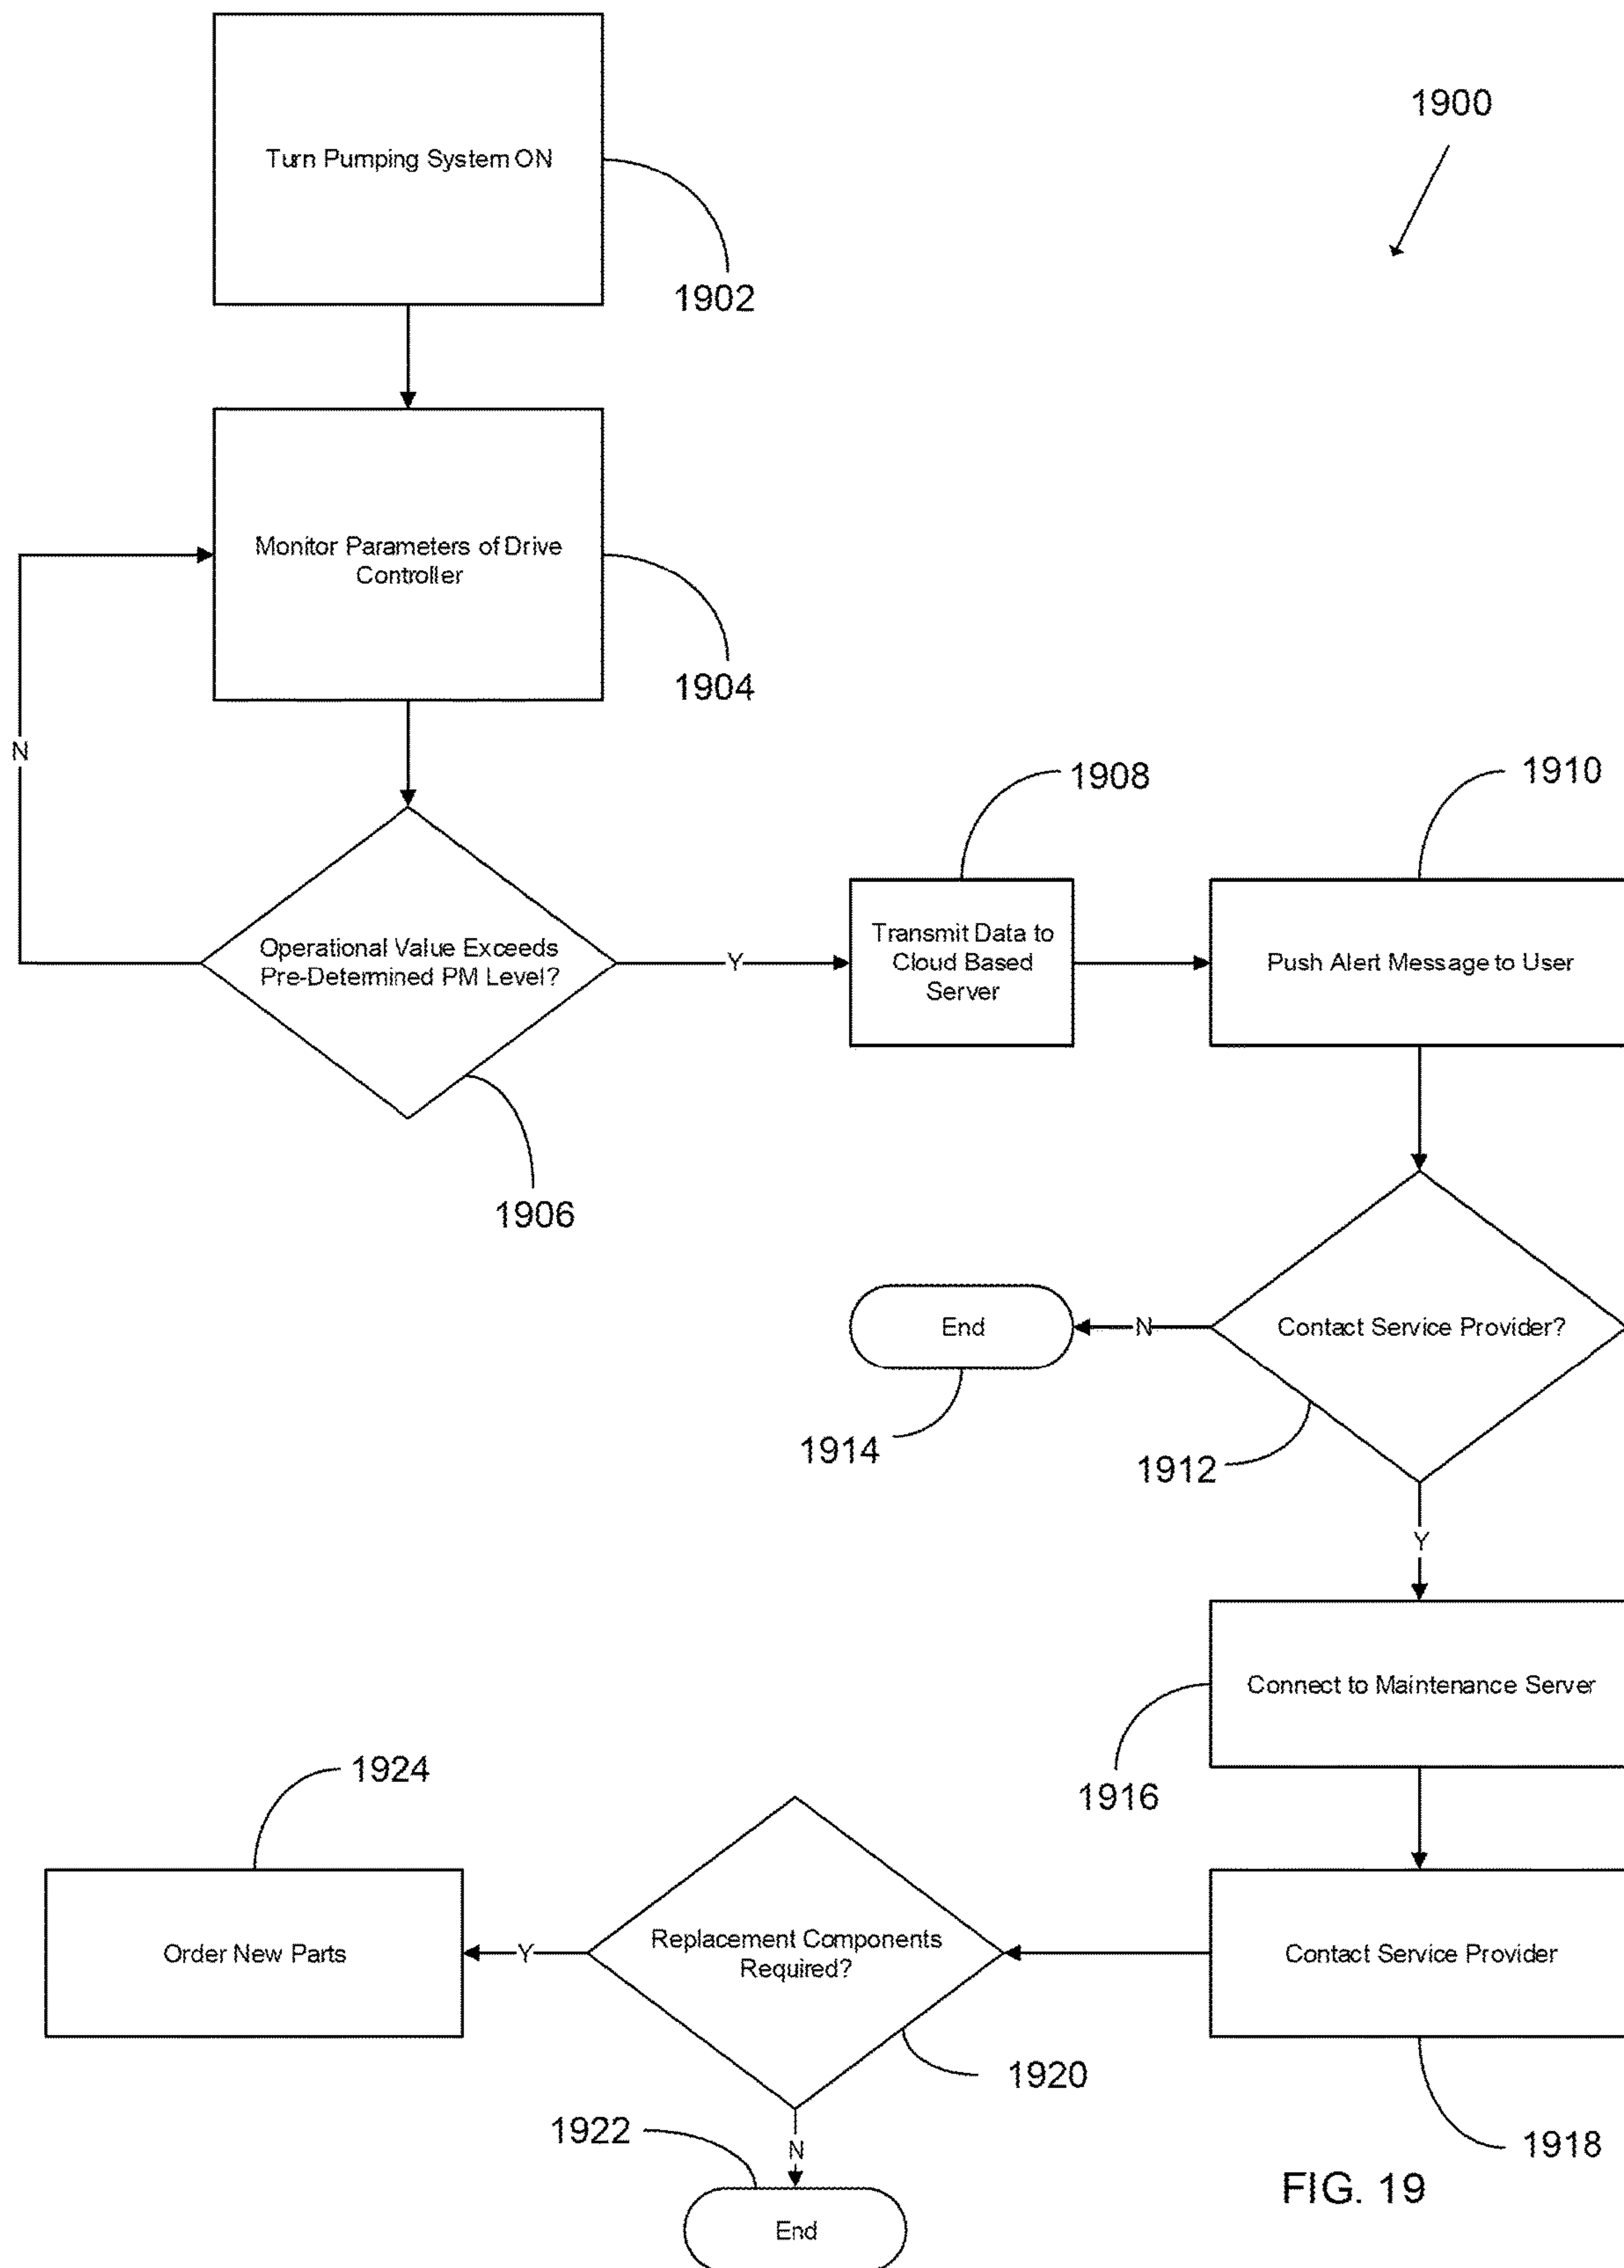 1900
Turn Pumping System ON
1902
Monitor Parameters of Drive
Controller
1904
N
1908
1910
Operational Value Exceeds
Pre-Determined PM Level?
Y
Transmit Data to
Cloud Based
Server
Push Alert Message to User
1906
End
N
Contact Service Provider?
1914
1912
Y
Connect to Maintenance Server
1916
1924
Order New Parts
Y
Replacement Components
Required?
Contact Service Provider
1920
1922
N
1918
End
FIG. 19